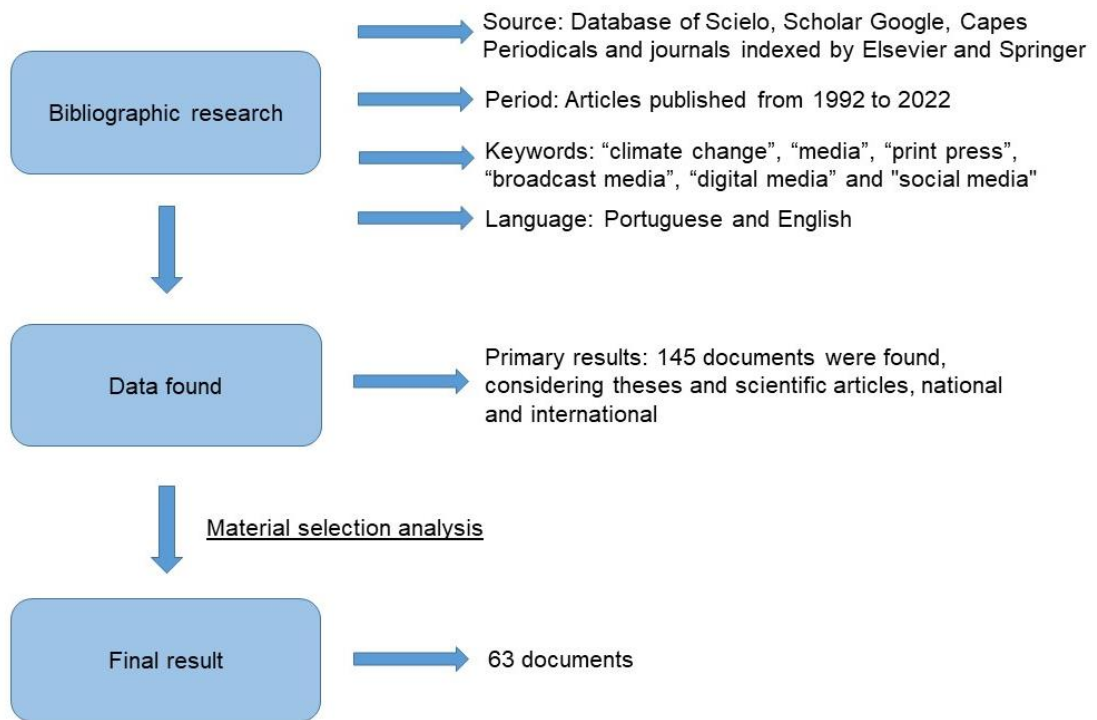 Source: Database of Scielo, Scholar Google, Capes
Periodicals and journals indexed by Elsevier and Springer
Bibliographic research
Period: Articles published from 1992 to 2022
Keywords: “climate change”, “media”, “print press”,
“broadcast media”, “digital media” and "social media"
Language: Portuguese and English
Data found
Primary results: 145 documents were found,
considering theses and scientific articles, national
and international
Material selection analysis
Final result
63 documents